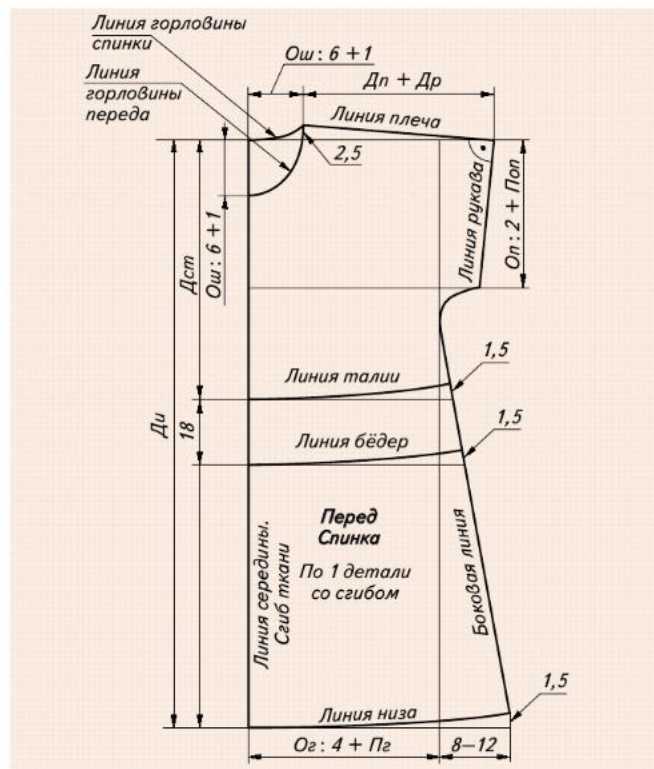 Линия горловины
спинки
Линия
горловины
переда
Ош: 6 +1
Дп + Др
Линия плеча
2,5
Ош: 6 +1
Линия рукава
Оп: 2 + Поп
Дст
Ди
18
Линия талии
1,5
Линия бёдер
1,5
Перед
Спинка
По 1 детали
со сгибом
Линия середины.
Сгиб ткани
Боковая линия
1,5
Линия низа
Ог: 4 + Пг
8–12